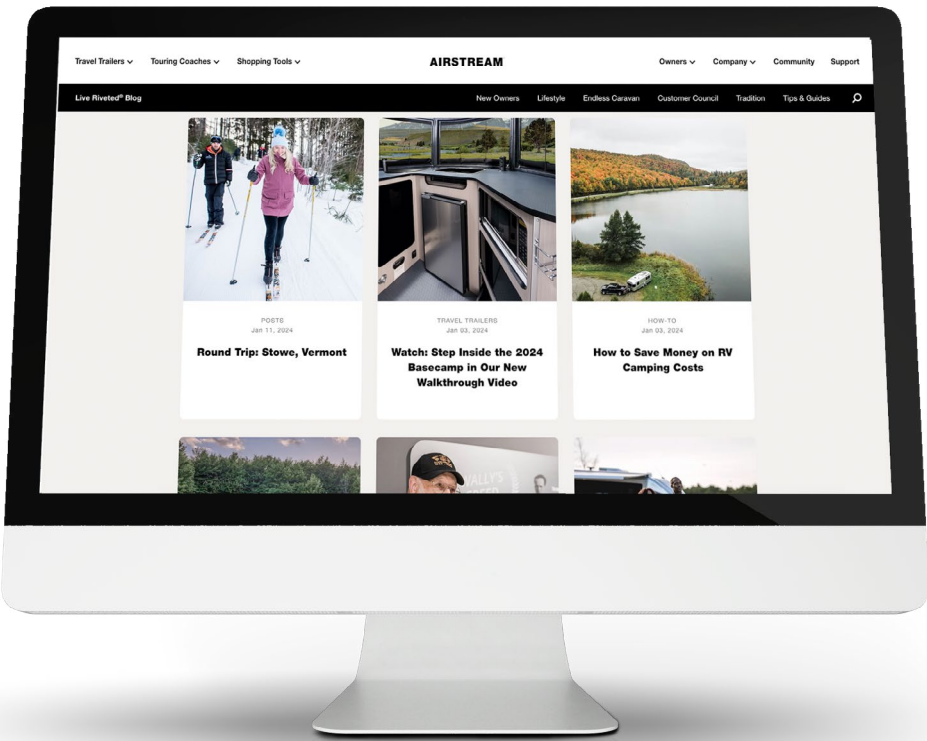 Travel Trailers Touring Coaches Shopping Tools AIRSTREAM Owners Company Community Support
Live Riveted® Blog New Owners Lifestyle Endless Caravan Customer Council Tradition Tips & Guides
POSTE
Jan 11, 2024
Round Trip: Stowe, Vermont
TRAVEL TRAILERS
Jan 03, 2024
Watch: Step Inside the 2024
Basecamp in Our New
Walkthrough Video
HOW-TO
Jan 03, 2024
How to Save Money on RV
Camping Costs
WALLY'S